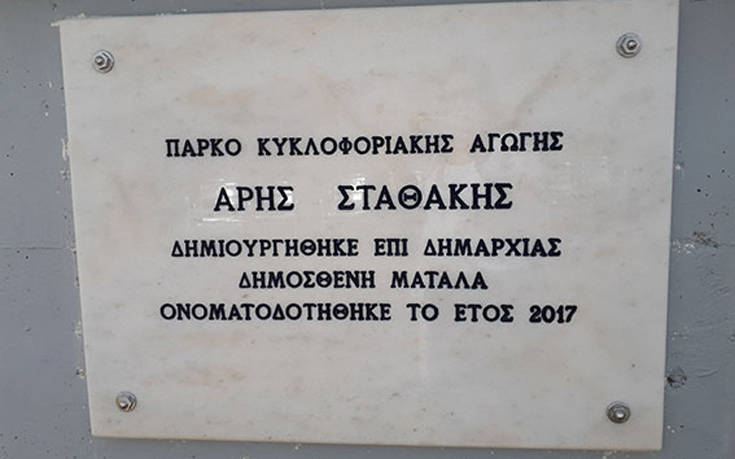 ΠΑΡΚΟ ΚΥΚΛΟΦΟΡΙΑΚΗΣ ΑΓΩΓΗΣ
ΑΡΗΣ ΣΤΑΘΑΚΗΣ
ΔΗΜΙΟΥΡΓΗΘΗΚΕ ΕΠΙ ΔΗΜΑΡΧΙΑΣ
ΔΗΜΟΣΘΕΝΗ ΜΑΤΑΛΑ
ΟΝΟΜΑΤΟΔΟΤΗΘΗΚΕ ΤΟ ΕΤΟΣ 2017